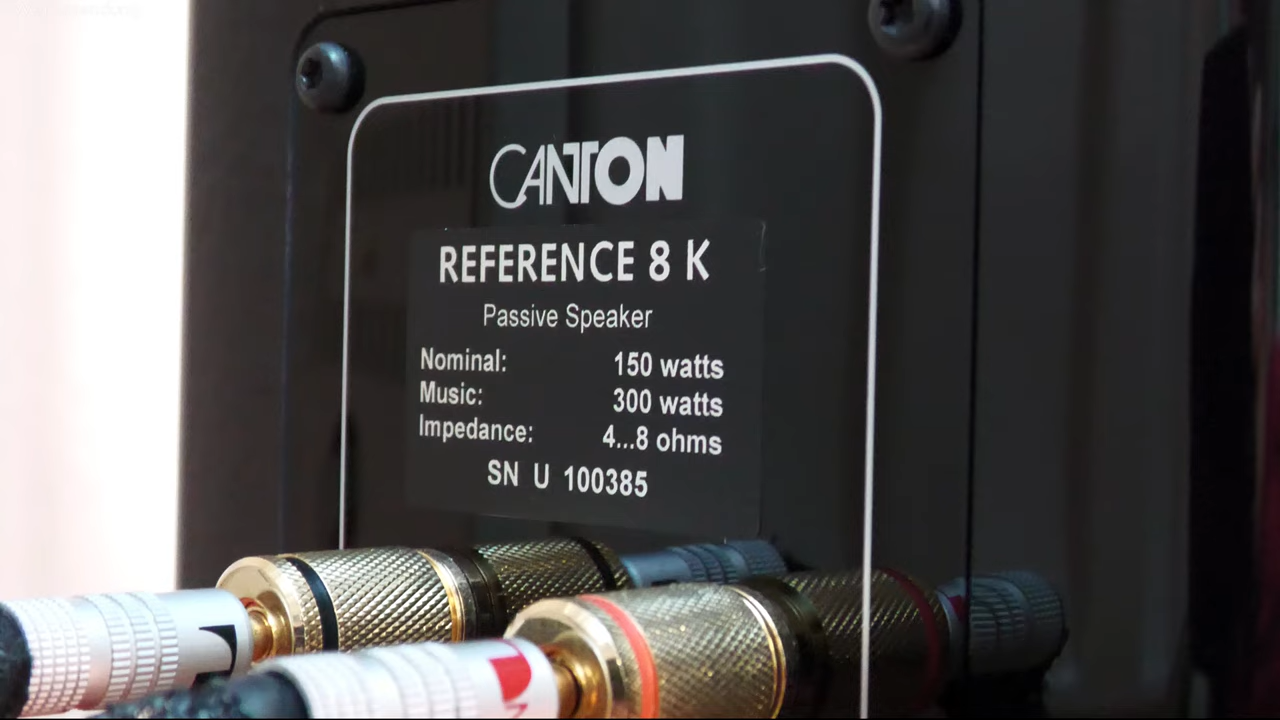 CANTON
REFERENCE 8 K
Passive Speaker
Nominal: 150 watts
Music: 300 watts
Impedance: 4...8 ohms
SN U 100385